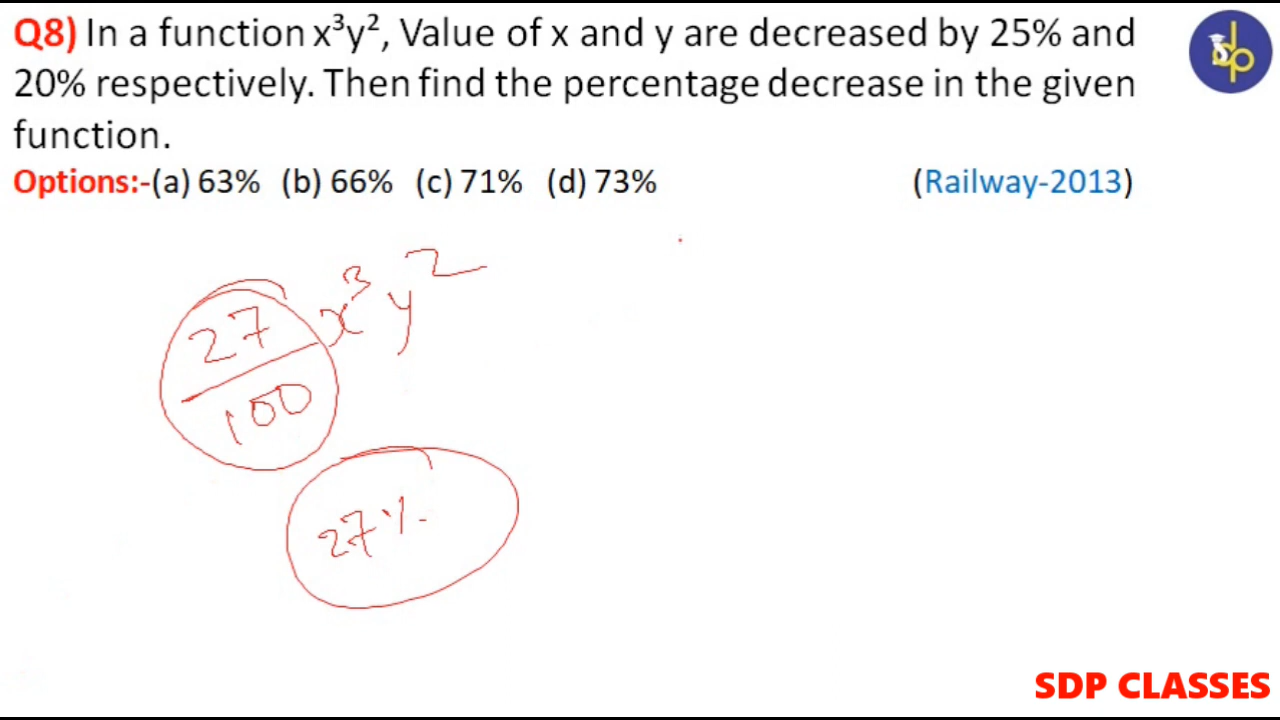 Q8) In a function x³y², Value of x and y are decreased by 25% and
20% respectively. Then find the percentage decrease in the given
function.
Options:-(a) 63% (b) 66% (c) 71% (d) 73% (Railway-2013)
27/100 x³y²
27%
SDP CLASSES